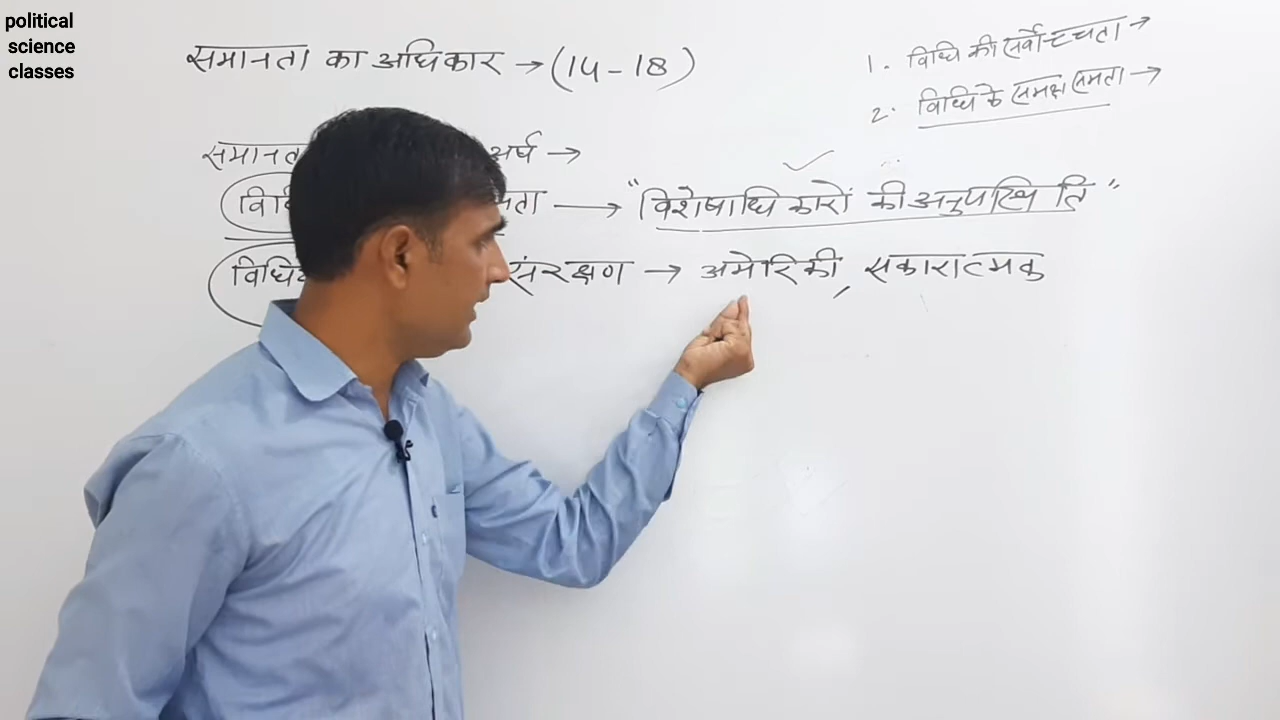 political
science
classes
समानता का अधिकार → (14-18)
1. विधि की सर्वोच्चता →
2. विधि के समक्ष समता →
अर्थ →
→ "विशेषाधिकारों की अनुपस्थिति"
संरक्षण → अमेरिकी, सकारात्मक